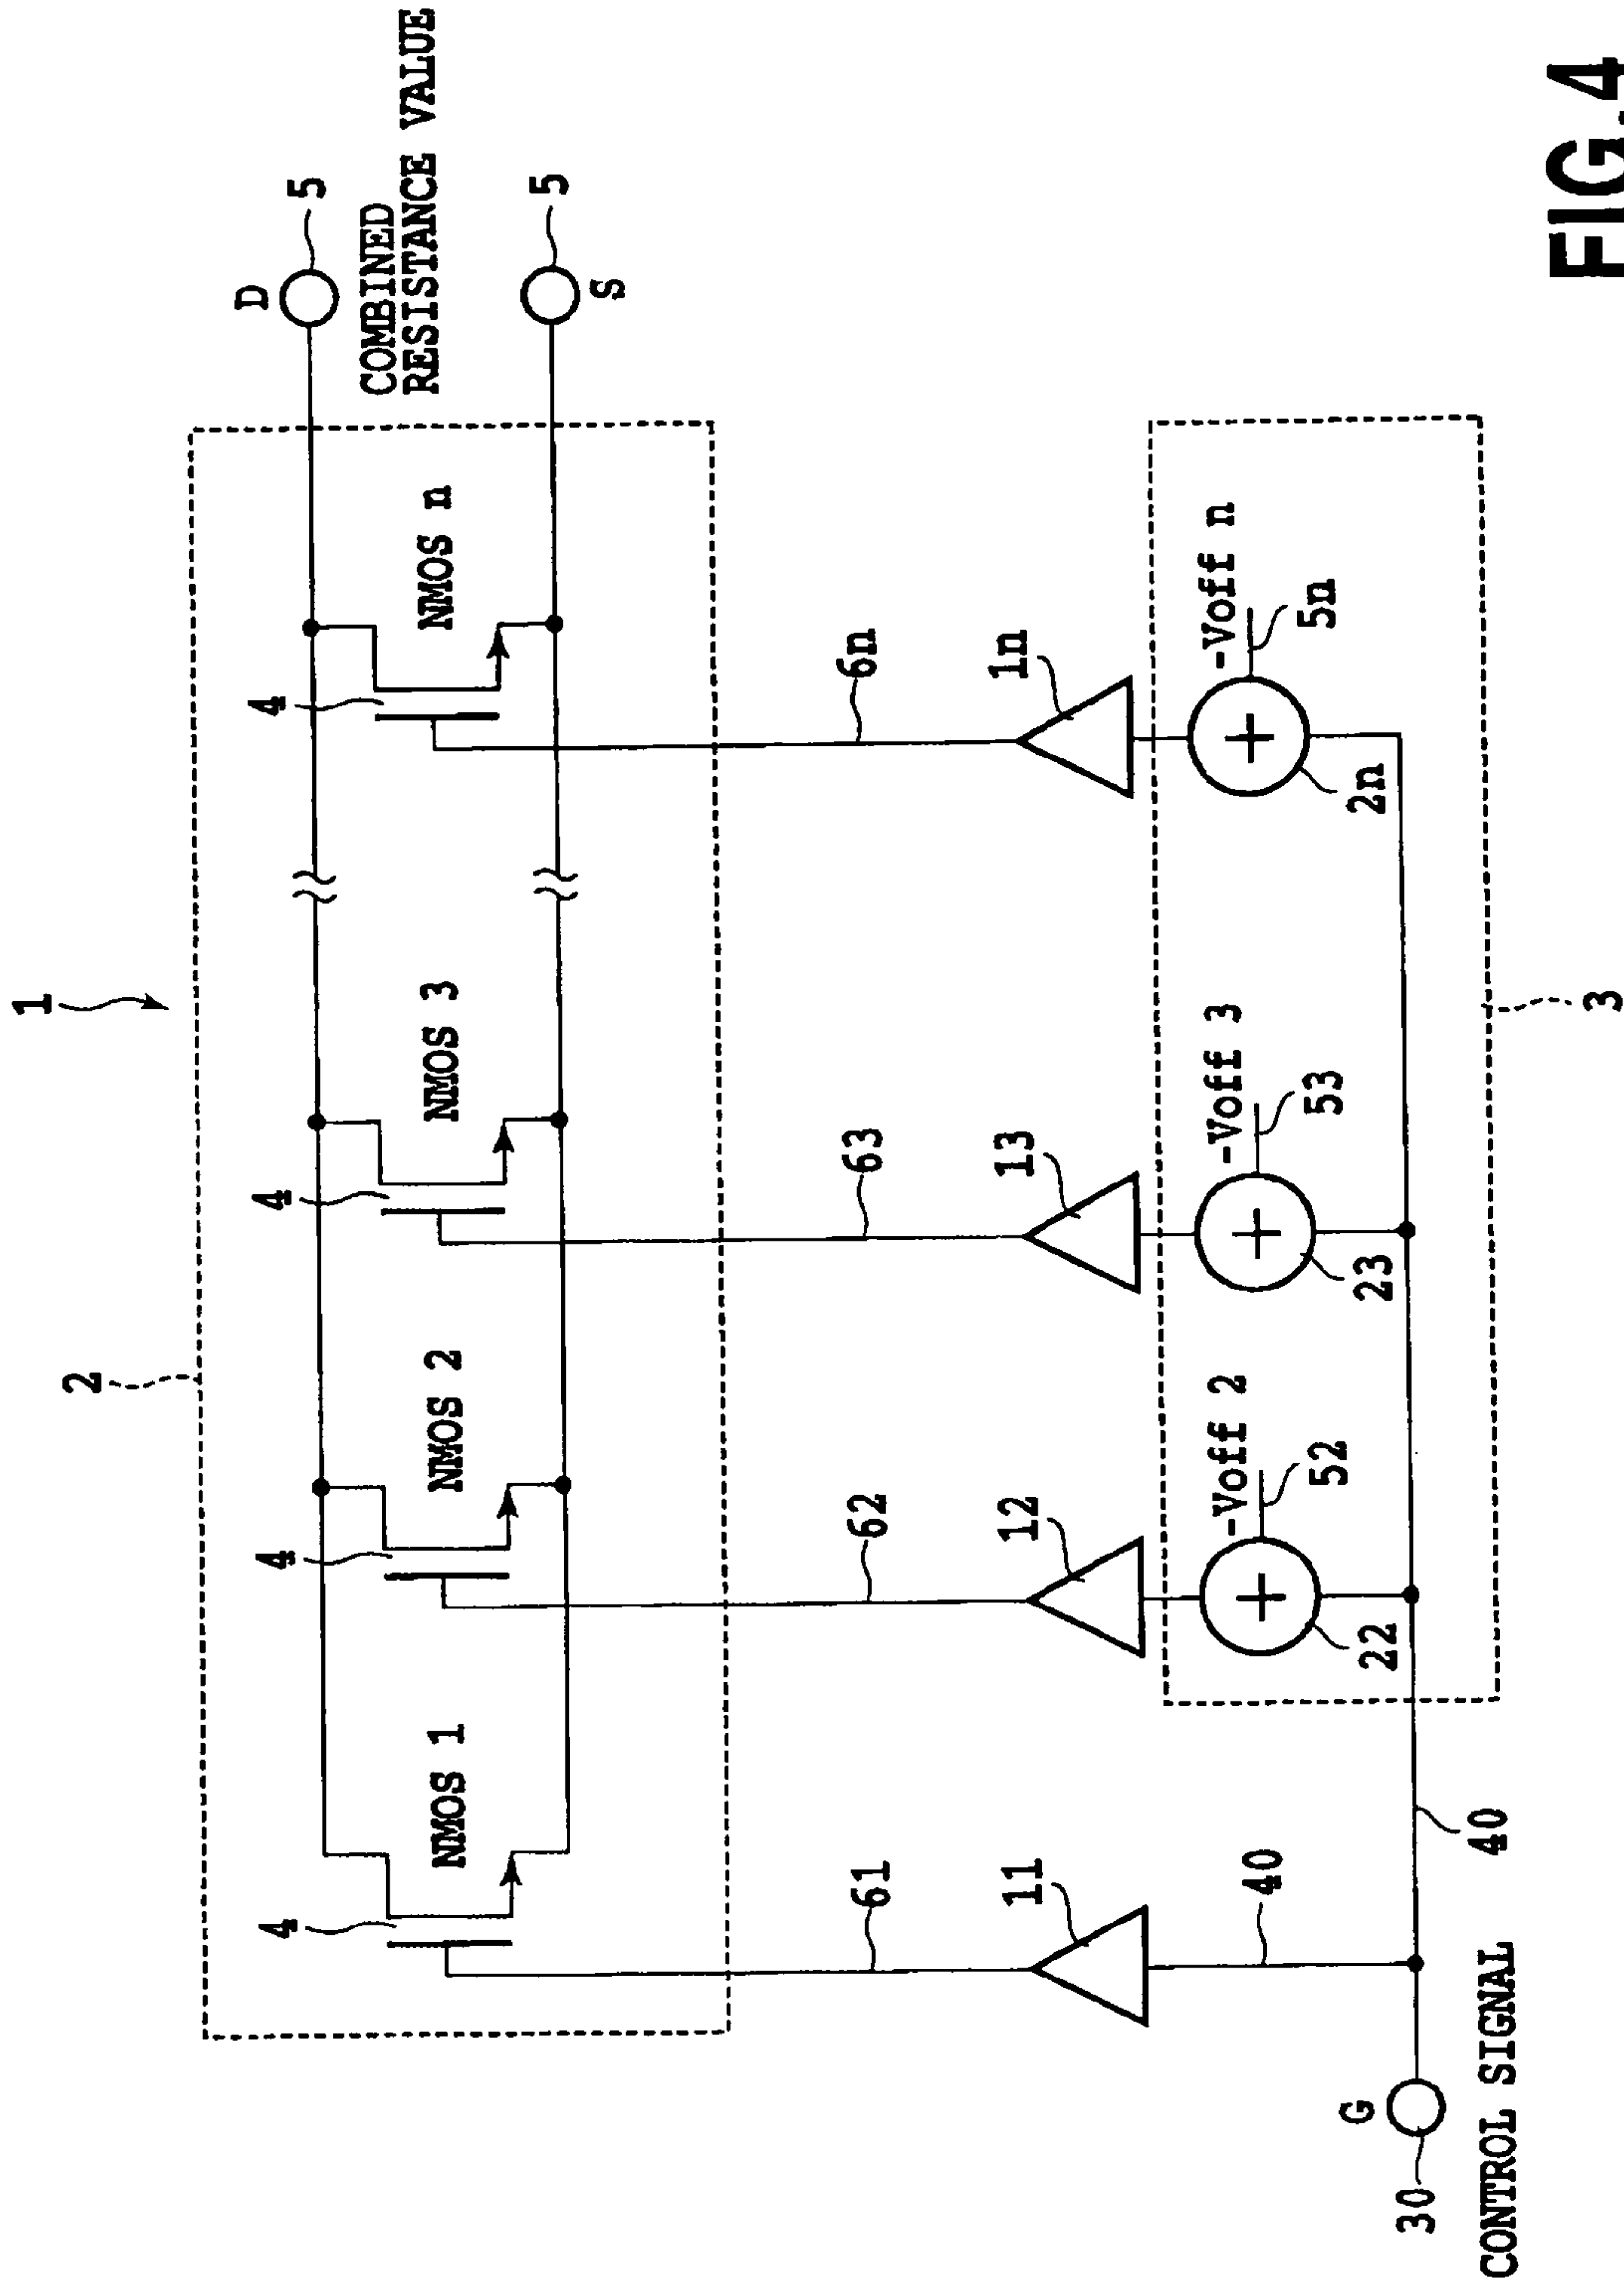 1
2
D
5
4
4
4
4
NMOS 1
NMOS 2
NMOS 3
NMOS n
COMBINED
RESISTANCE VALUE
5
S
61
62
63
6n
11
12
13
1n
-Voff 2
-Voff 3
-Voff n
52
53
5n
40
22
23
2n
G
30
40
CONTROL SIGNAL
3
FIG.4